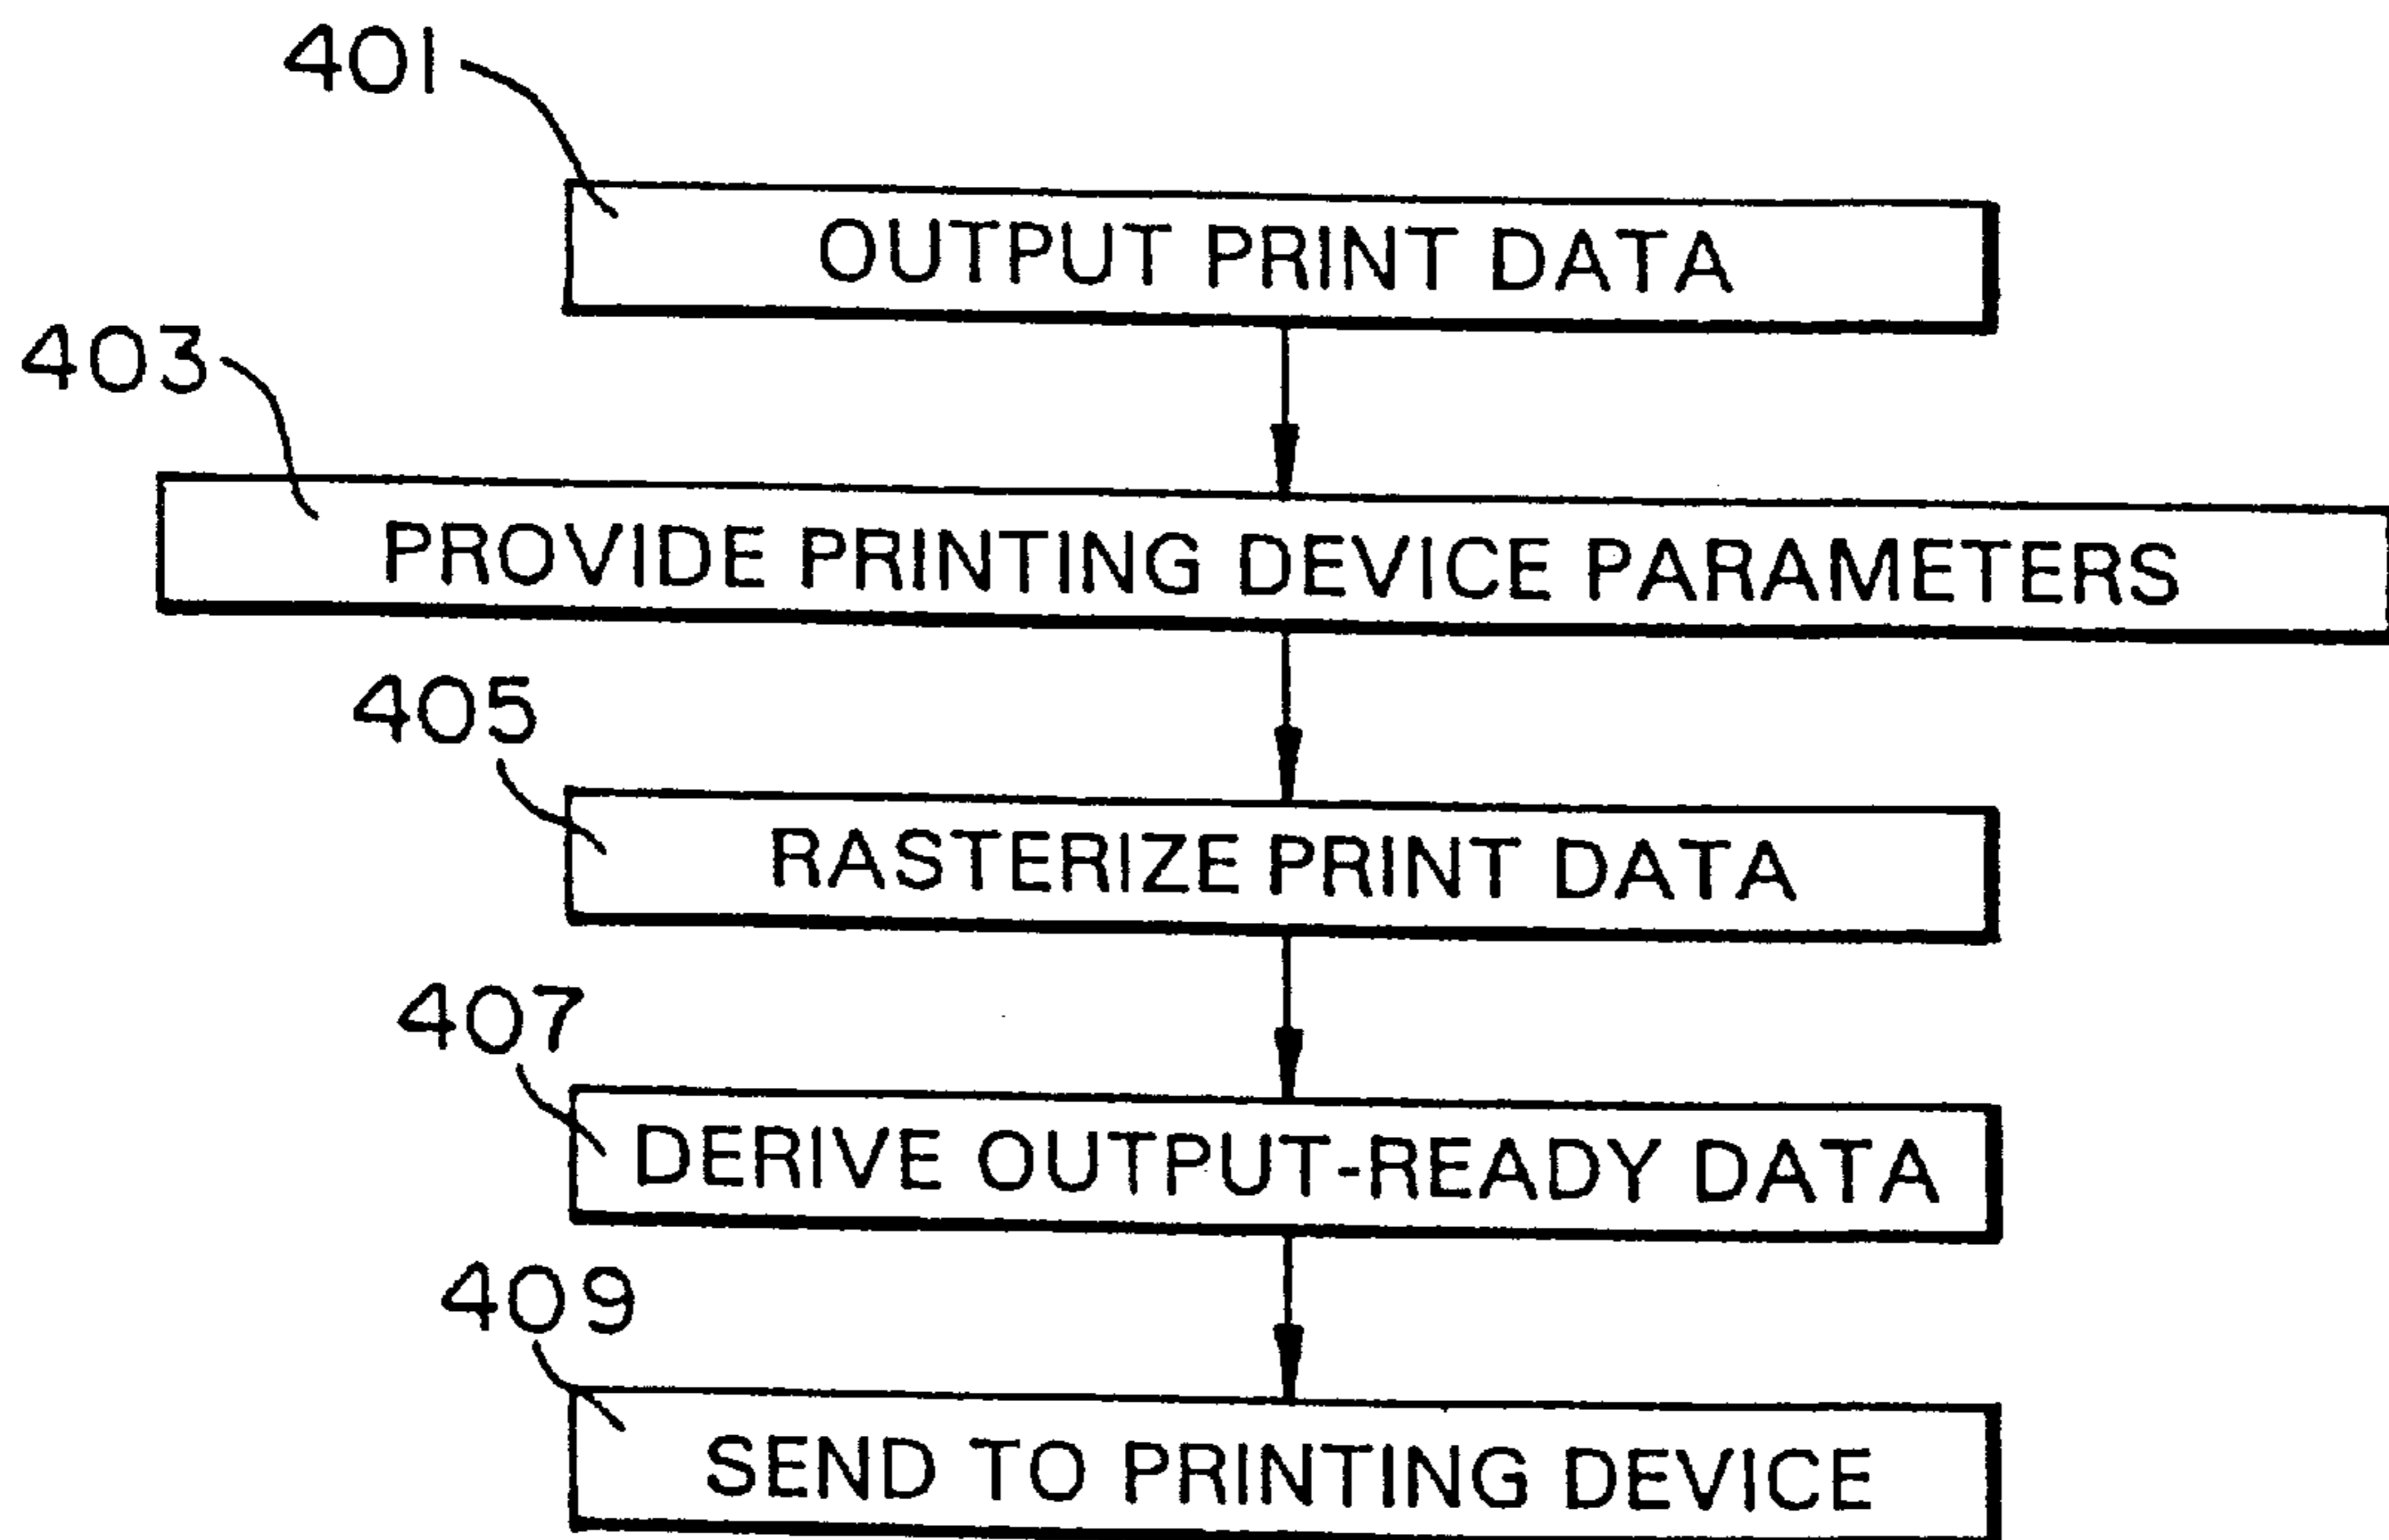 401
OUTPUT PRINT DATA
403
PROVIDE PRINTING DEVICE PARAMETERS
405
RASTERIZE PRINT DATA
407
DERIVE OUTPUT-READY DATA
409
SEND TO PRINTING DEVICE